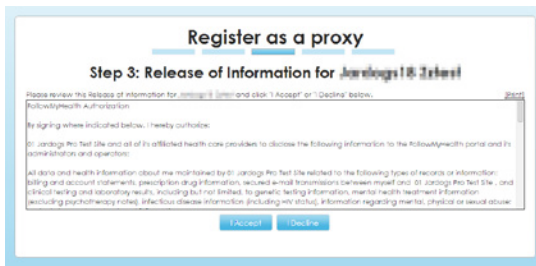 Register as a proxy
Step 3: Release of Information for
Please review the Release of Information for and click "I Accept" or "I Decline" below. [Print]
FollowMyHealth Authorization
By signing where indicated below, I hereby authorize:
01 Jardogs Pro Test Site and all of its affiliated health care providers to disclose the following information to the FollowMyHealth portal and its
administrators and operators:
All data and health information about me maintained by 01 Jardogs Pro Test Site related to the following types of records or information:
billing and account statements, prescription drug information, secured e-mail transmissions between myself and 01 Jardogs Pro Test Site , and
clinical testing and laboratory results, including but not limited, to genetic testing information, mental health treatment information
(excluding psychotherapy notes), infectious disease information (including HIV status), information regarding mental, physical or sexual abuse;
I Accept I Decline